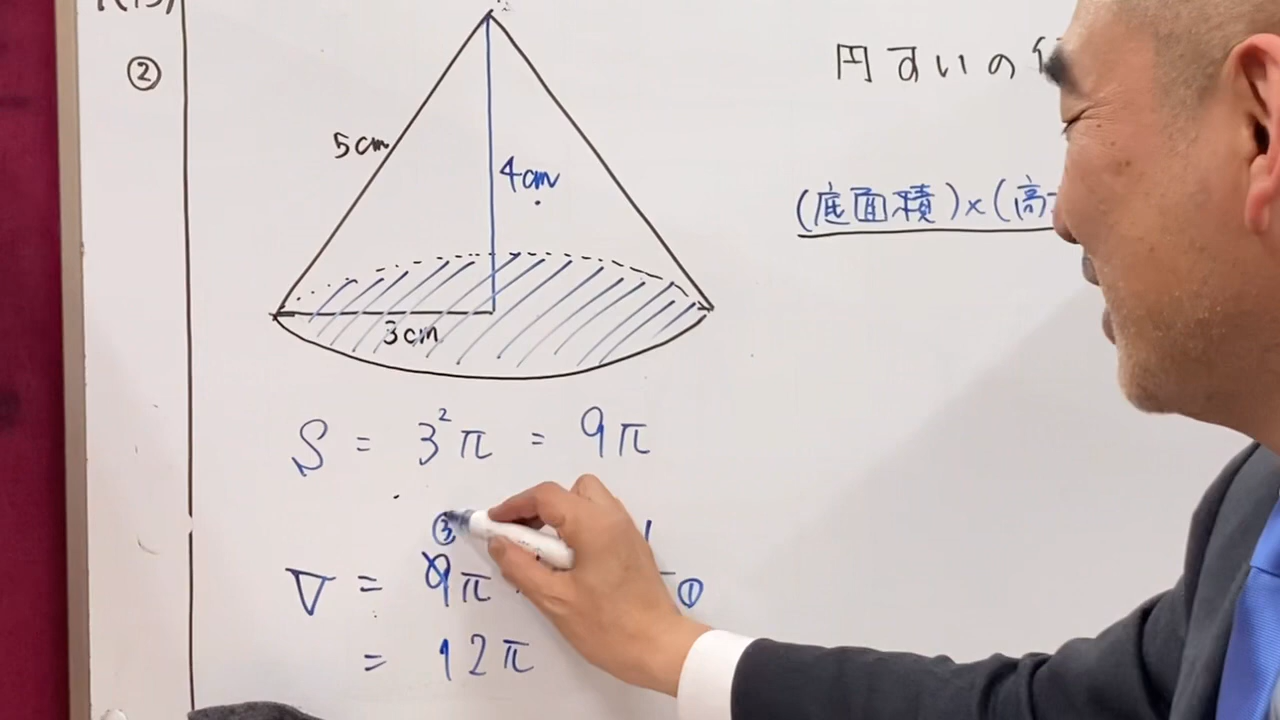 ②
円すいの
5cm
4cm
(底面積)×(高
3cm
S = 3²π = 9π
③
V = 9π
①
= 12π